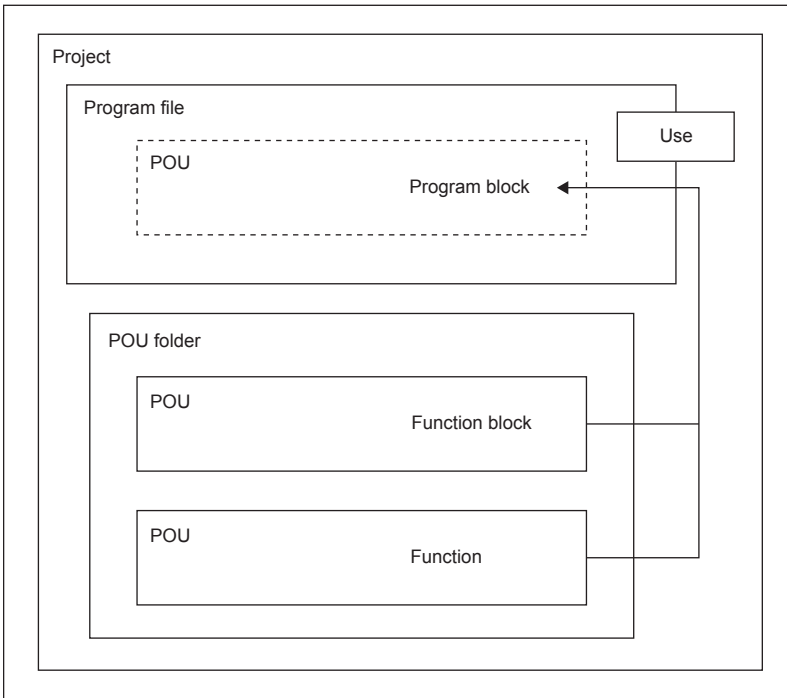 Project
Program file
Use
POU
Program block
POU folder
POU
Function block
POU
Function